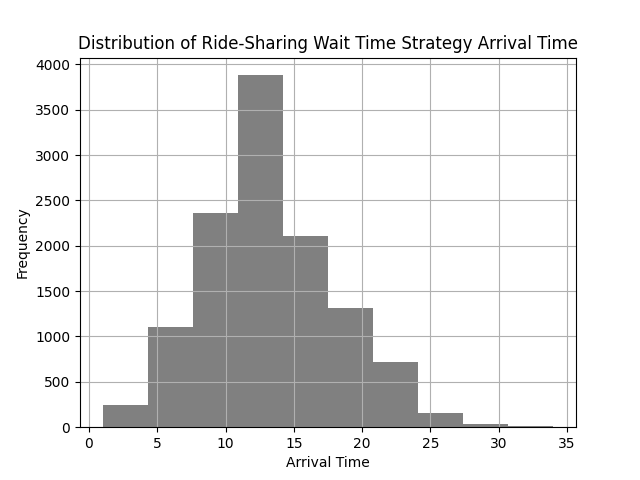 Distribution of Ride-Sharing Wait Time Strategy Arrival Time
4000
3500
3000
2500
2000
1500
1000
500
0
Frequency
0 5 10 15 20 25 30 35
Arrival Time